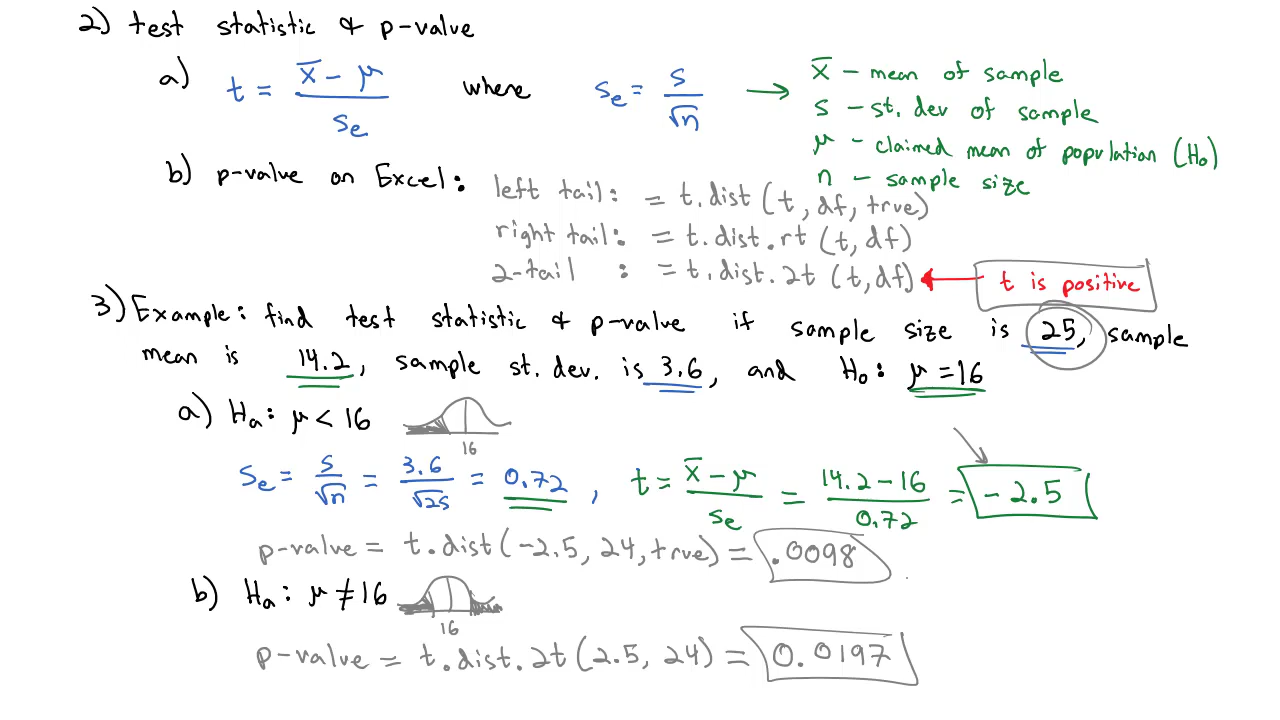 2) test statistic & p-value
a) t = x̄ - μ / se where se = s / √n → x̄ - mean of sample
s - st. dev of sample
μ - claimed mean of population (H₀)
n - sample size
b) p-value on Excel: left tail: = t.dist(t, df, true)
right tail: = t.dist.rt(t, df)
2-tail : = t.dist.2t(t, df) ← t is positive
3) Example: find test statistic & p-value if sample size is 25, sample
mean is 14.2, sample st. dev. is 3.6, and H₀: μ = 16
a) Ha: μ < 16
16
se = s / √n = 3.6 / √25 = 0.72, t = x̄ - μ / se = 14.2 - 16 / 0.72 = -2.5
p-value = t.dist(-2.5, 24, true) = .0098
b) Ha: μ ≠ 16
16
p-value = t.dist.2t(2.5, 24) = 0.0197